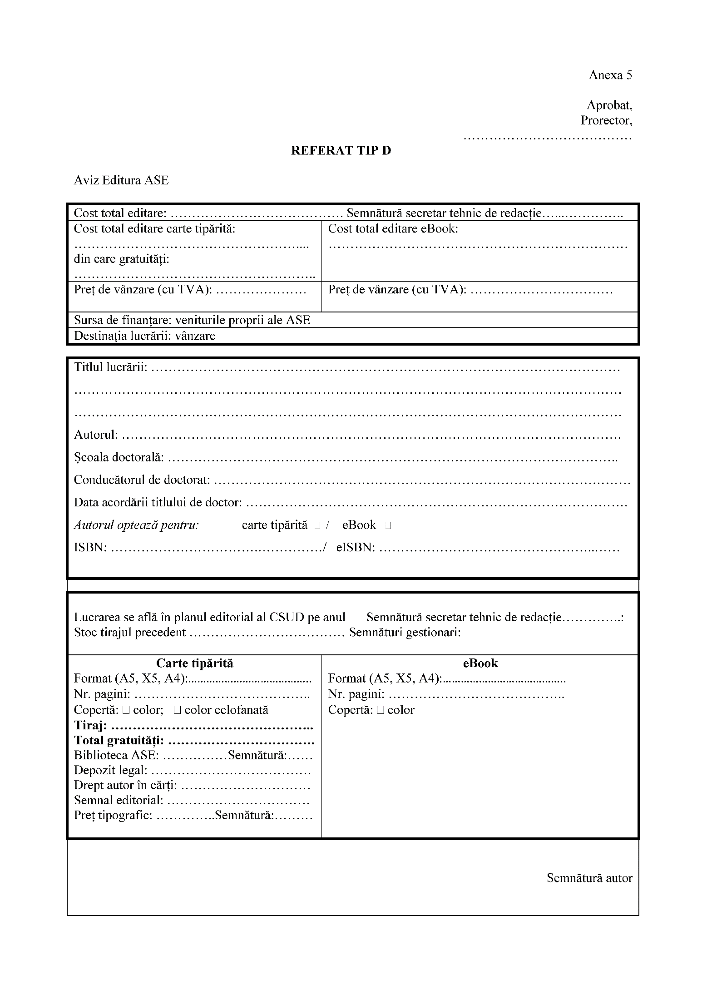 Anexa 5
Aprobat,
Prorector,
…………………………………
REFERAT TIP D
Aviz Editura ASE
Cost total editare: …………………………………. Semnătură secretar tehnic de redacție…...…………..
Cost total editare carte tipărită:
……………………………………………....
din care gratuități:
………………………………………………..
Cost total editare eBook:
……………………………………………………………
Preț de vânzare (cu TVA): …………………
Preț de vânzare (cu TVA): ……………………………
Sursa de finanțare: veniturile proprii ale ASE
Destinația lucrării: vânzare
Titlul lucrării: ………………………………………………………………………………………………
………………………………………………………………………………………………………………
………………………………………………………………………………………………………………
Autorul: ……………………………………………………………………………………………………
Școala doctorală: …………………………………………………………………………………………..
Conducătorul de doctorat: ……………………………………………………………………………………
Data acordării titlului de doctor: ……………………………………………………………………………
Autorul optează pentru: carte tipărită □ / eBook □
ISBN: …………………………….……………/ eISBN: …………………………………………..……
Lucrarea se află în planul editorial al CSUD pe anul □ Semnătură secretar tehnic de redacție…………..:
Stoc tirajul precedent ……………………………… Semnături gestionari:
Carte tipărită
Format (A5, X5, A4):.........................................
Nr. pagini: ………………………………….
Copertă: □ color; □ color celofanată
Tiraj: ………………………………………..
Total gratuități: …………………………….
Biblioteca ASE: ……………Semnătură:……
Depozit legal: ………………………………
Drept autor în cărți: …………………………
Semnal editorial: ……………………………
Preț tipografic: …………..Semnătură:………
eBook
Format (A5, X5, A4):.........................................
Nr. pagini: ………………………………….
Copertă: □ color
Semnătură autor